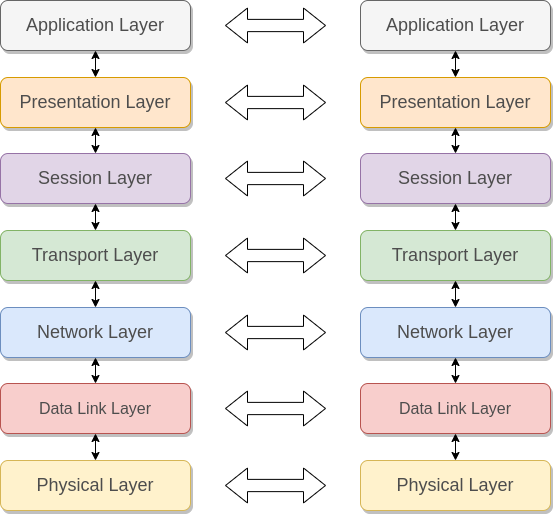 Application Layer
Application Layer
Presentation Layer
Presentation Layer
Session Layer
Session Layer
Transport Layer
Transport Layer
Network Layer
Network Layer
Data Link Layer
Data Link Layer
Physical Layer
Physical Layer